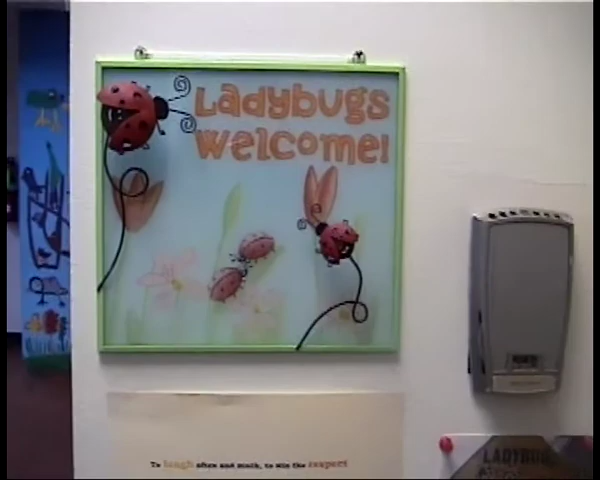 Ladybugs
Welcome!
To laugh often and much, to win the respect
LADYBUG